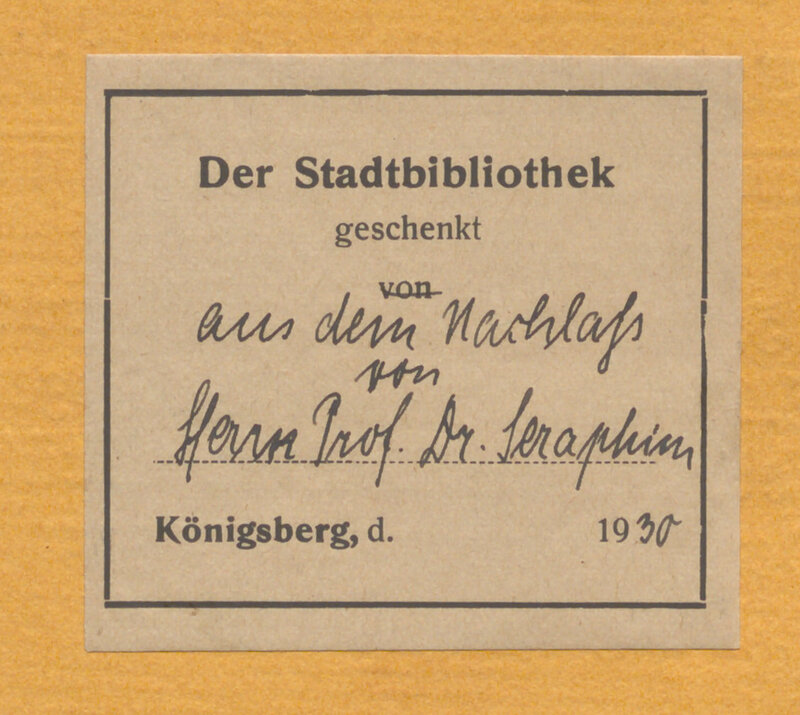 Der Stadtbibliothek
geschenkt
von
aus dem Nachlaß
von
Herrn Prof. Dr. Seraphim
Königsberg, d. 1930